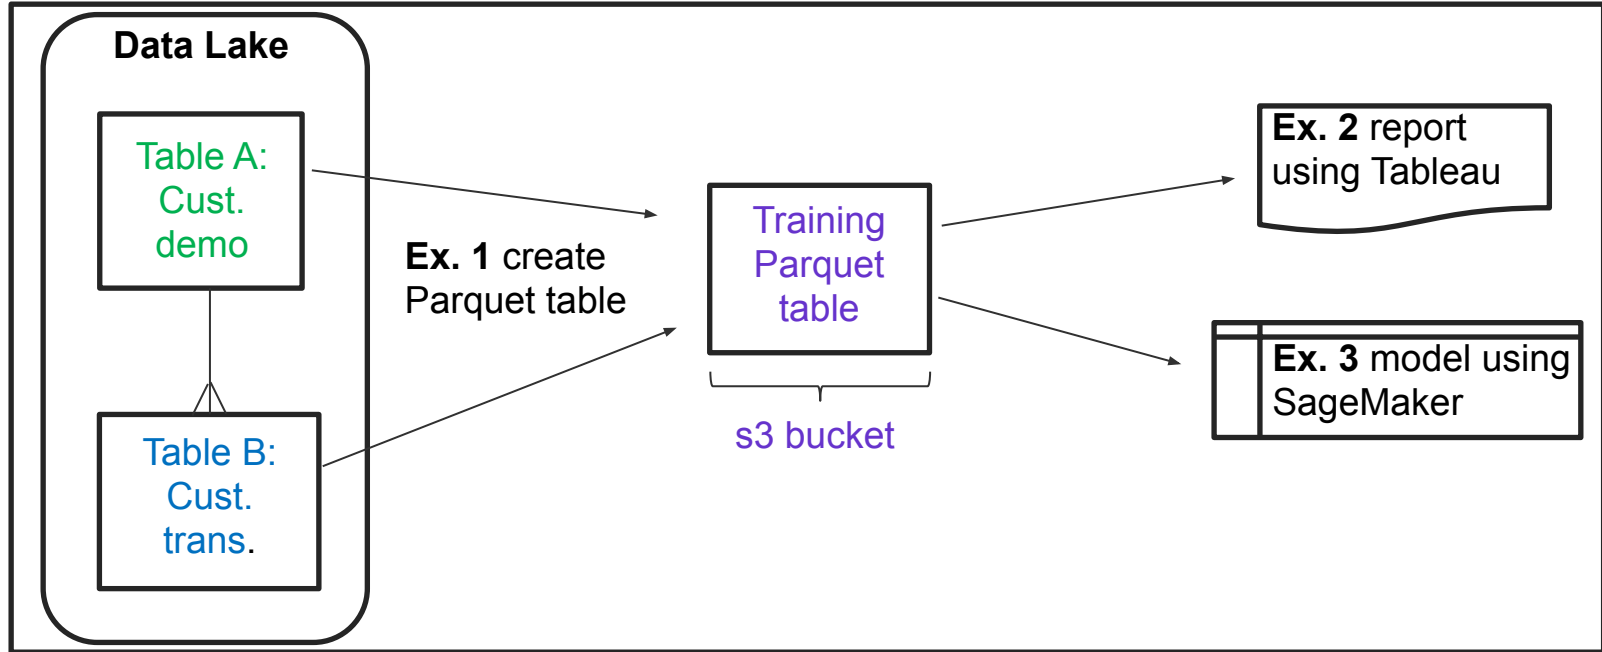 Data Lake
Table A:
Cust.
demo
Table B:
Cust.
trans.
Ex. 1 create
Parquet table
Training
Parquet
table
s3 bucket
Ex. 2 report
using Tableau
Ex. 3 model using
SageMaker